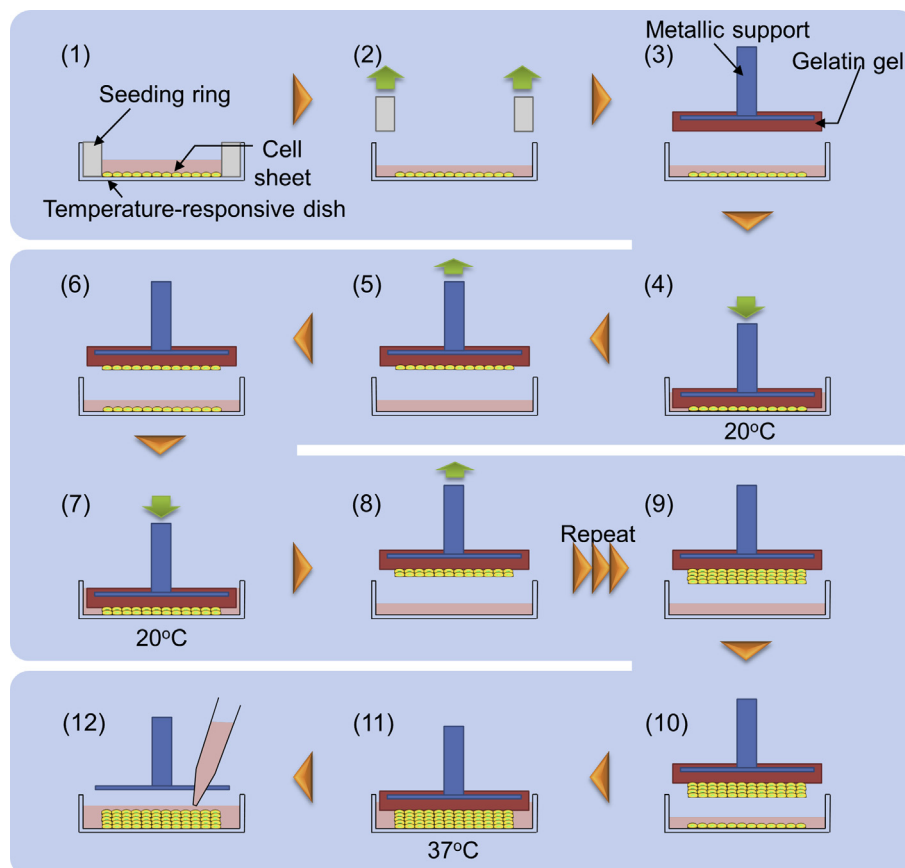 (1)
Seeding ring
Cell
sheet
Temperature-responsive dish
(2)
Metallic support
(3)
Gelatin gel
(4)
20°C
(5)
(6)
(7)
20°C
(8)
Repeat
(9)
(10)
(11)
37°C
(12)